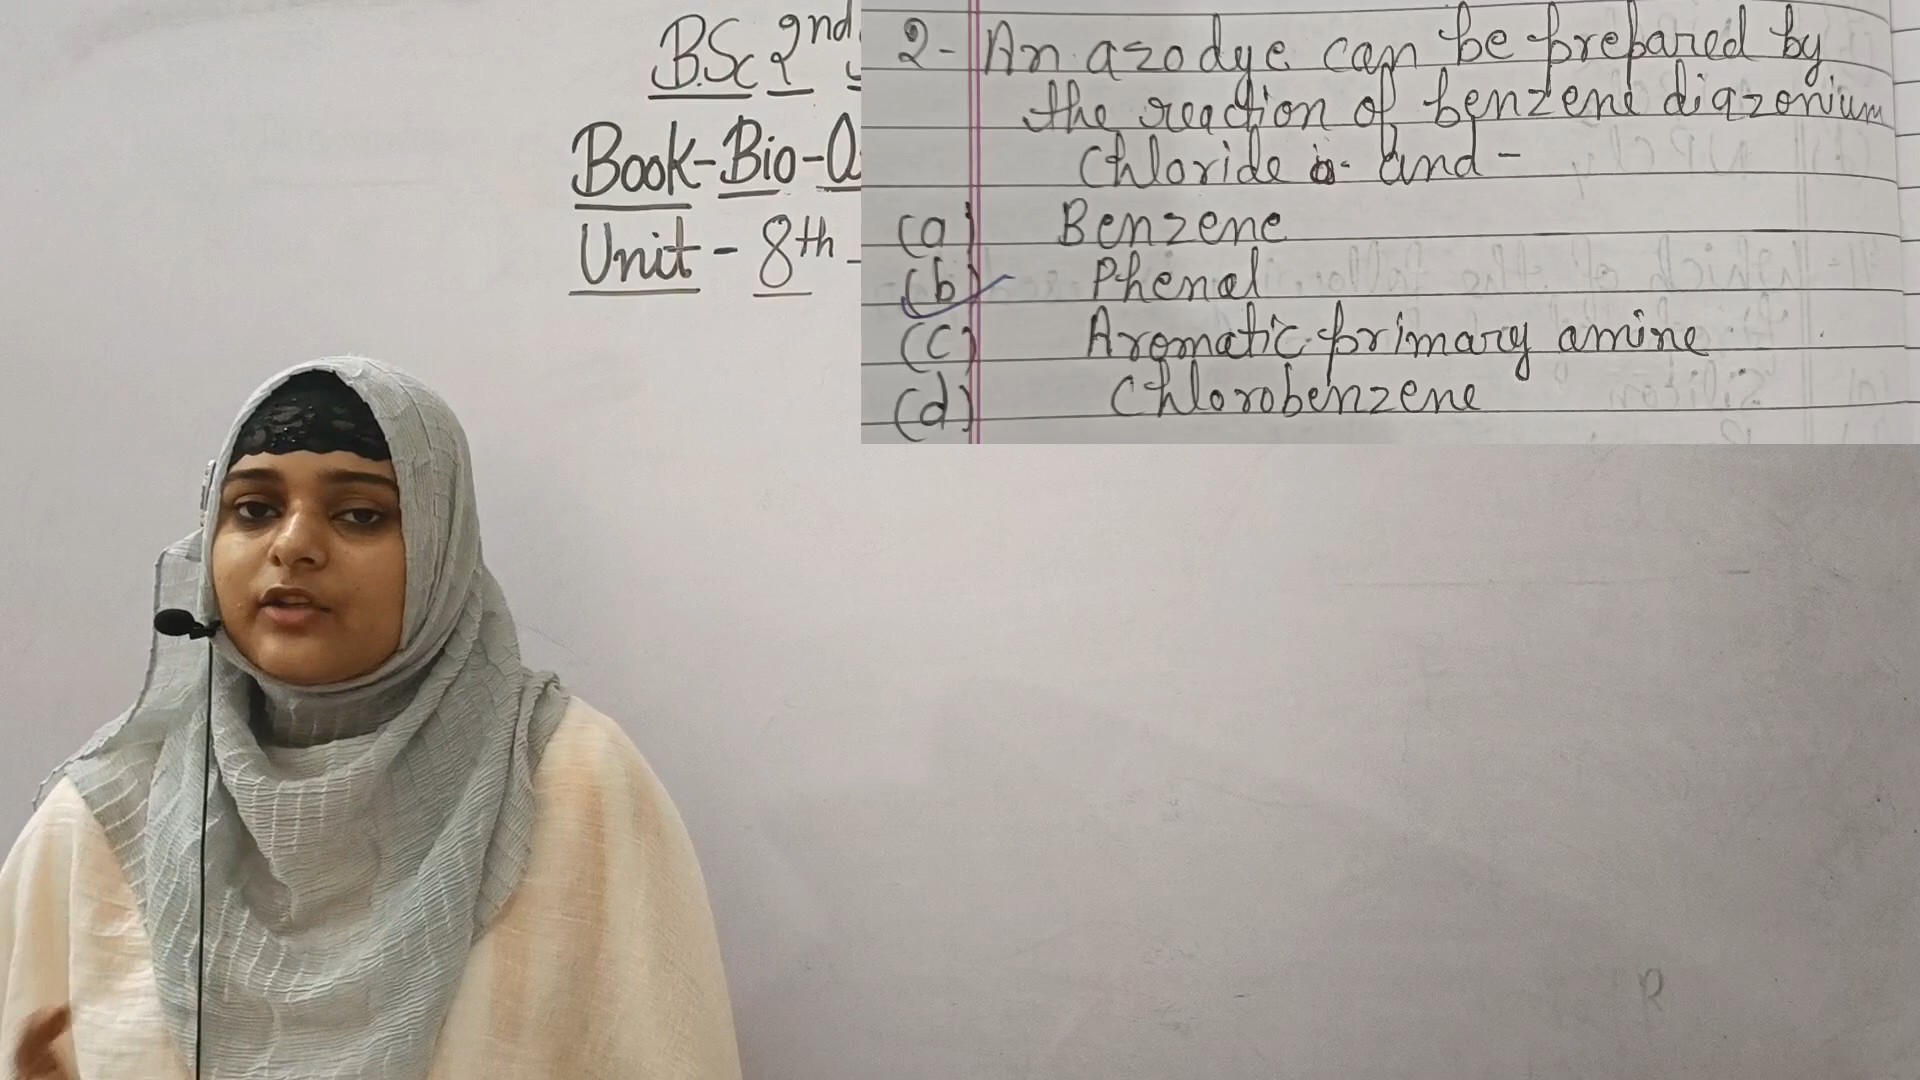 BSc 2nd
Book-Bio-O
Unit - 8th -
2- An azodye can be prepared by
the reaction of benzene diazonium
Chloride and -
(a) Benzene
(b) Phenol
(c) Aromatic primary amine
(d) Chlorobenzene